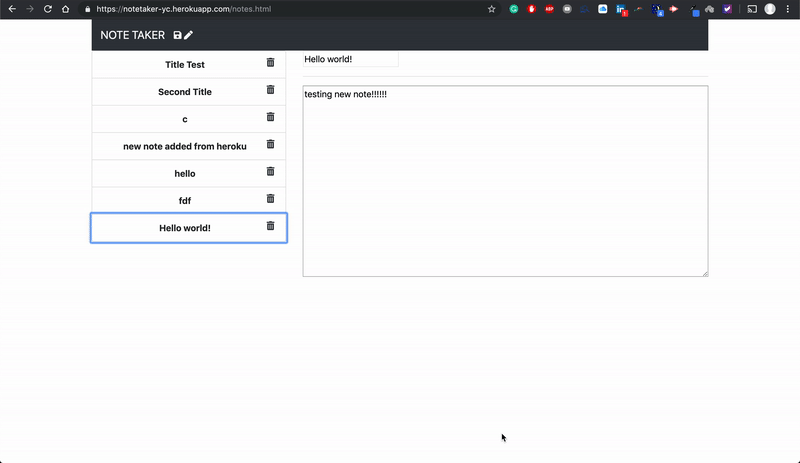 https://notetaker-yc.herokuapp.com/notes.html
ABP
NOTE TAKER
Title Test
Second Title
c
new note added from heroku
hello
fdf
Hello world!
Hello world!
testing new note!!!!!!